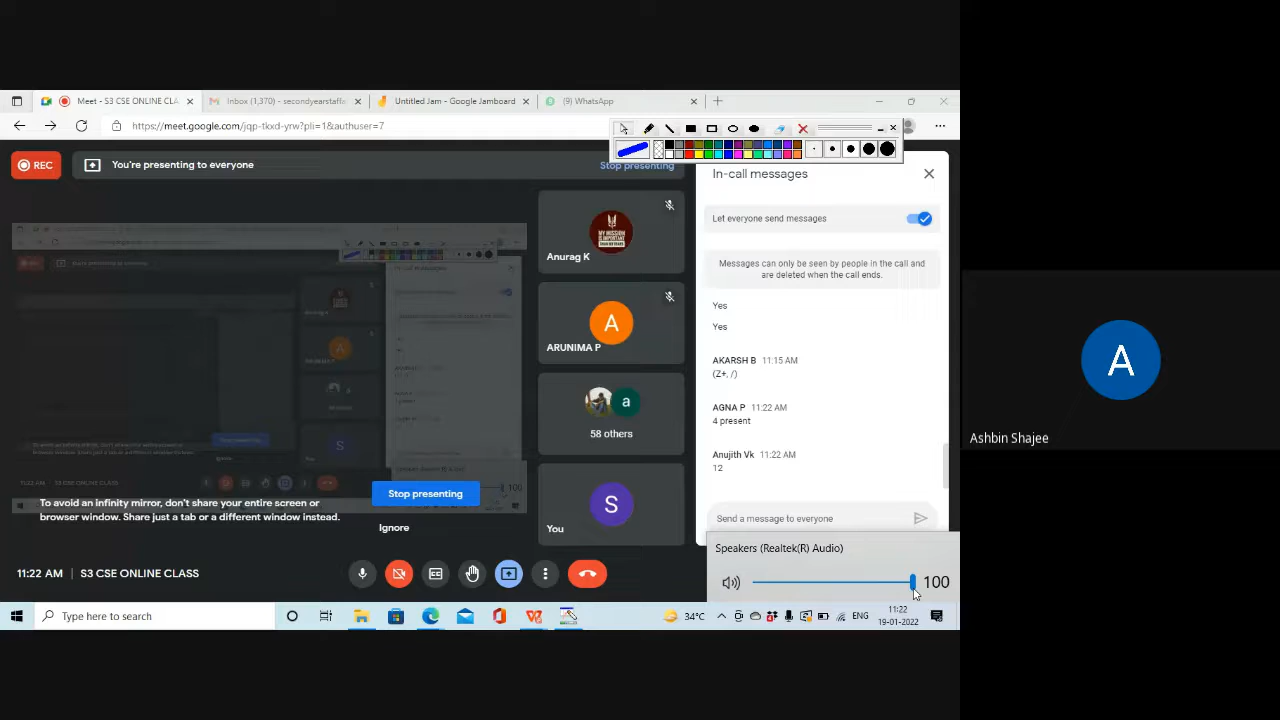 Meet - S3 CSE ONLINE CLA
Inbox (1,370) - secondyearstaffa
Untitled Jam - Google Jamboard
(9) WhatsApp
https://meet.google.com/jqp-tkxd-yrw?pli=1&authuser=7
REC
You're presenting to everyone
Stop presenting
In-call messages
Let everyone send messages
Messages can only be seen by people in the call and
are deleted when the call ends.
Yes
Yes
AKARSH B 11:15 AM
(Z+, /)
AGNA P 11:22 AM
4 present
Anujith Vk 11:22 AM
12
Send a message to everyone
MY MISSION
IS IMPORTANT
Anurag K
A
ARUNIMA P
a
58 others
S
You
To avoid an infinity mirror, don't share your entire screen or
browser window. Share just a tab or a different window instead.
Stop presenting
Ignore
11:22 AM | S3 CSE ONLINE CLASS
Speakers (Realtek(R) Audio)
100
Type here to search
34°C
ENG
11:22
19-01-2022
A
Ashbin Shajee